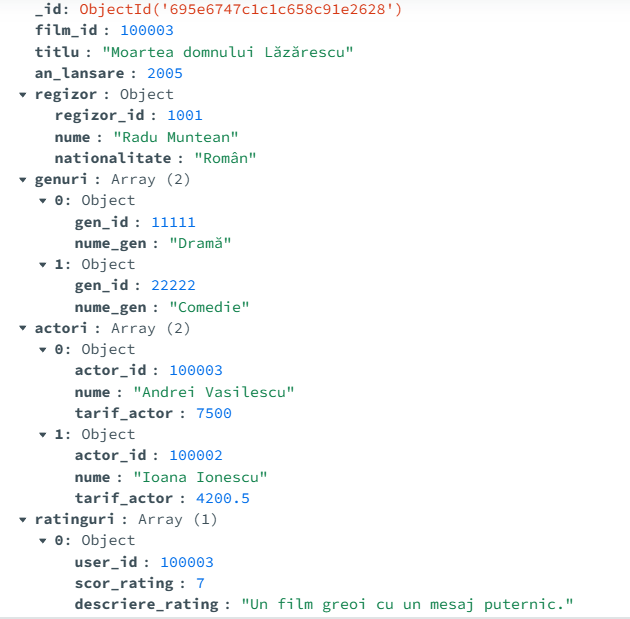 _id: ObjectId('695e6747c1c1c658c91e2628')
film_id : 100003
titlu : "Moartea domnului Lăzărescu"
an_lansare : 2005
regizor : Object
regizor_id : 1001
nume : "Radu Muntean"
nationalitate : "Român"
genuri : Array (2)
0: Object
gen_id : 11111
nume_gen : "Dramă"
1: Object
gen_id : 22222
nume_gen : "Comedie"
actori : Array (2)
0: Object
actor_id : 100003
nume : "Andrei Vasilescu"
tarif_actor : 7500
1: Object
actor_id : 100002
nume : "Ioana Ionescu"
tarif_actor : 4200.5
ratinguri : Array (1)
0: Object
user_id : 100003
scor_rating : 7
descriere_rating : "Un film greoi cu un mesaj puternic."